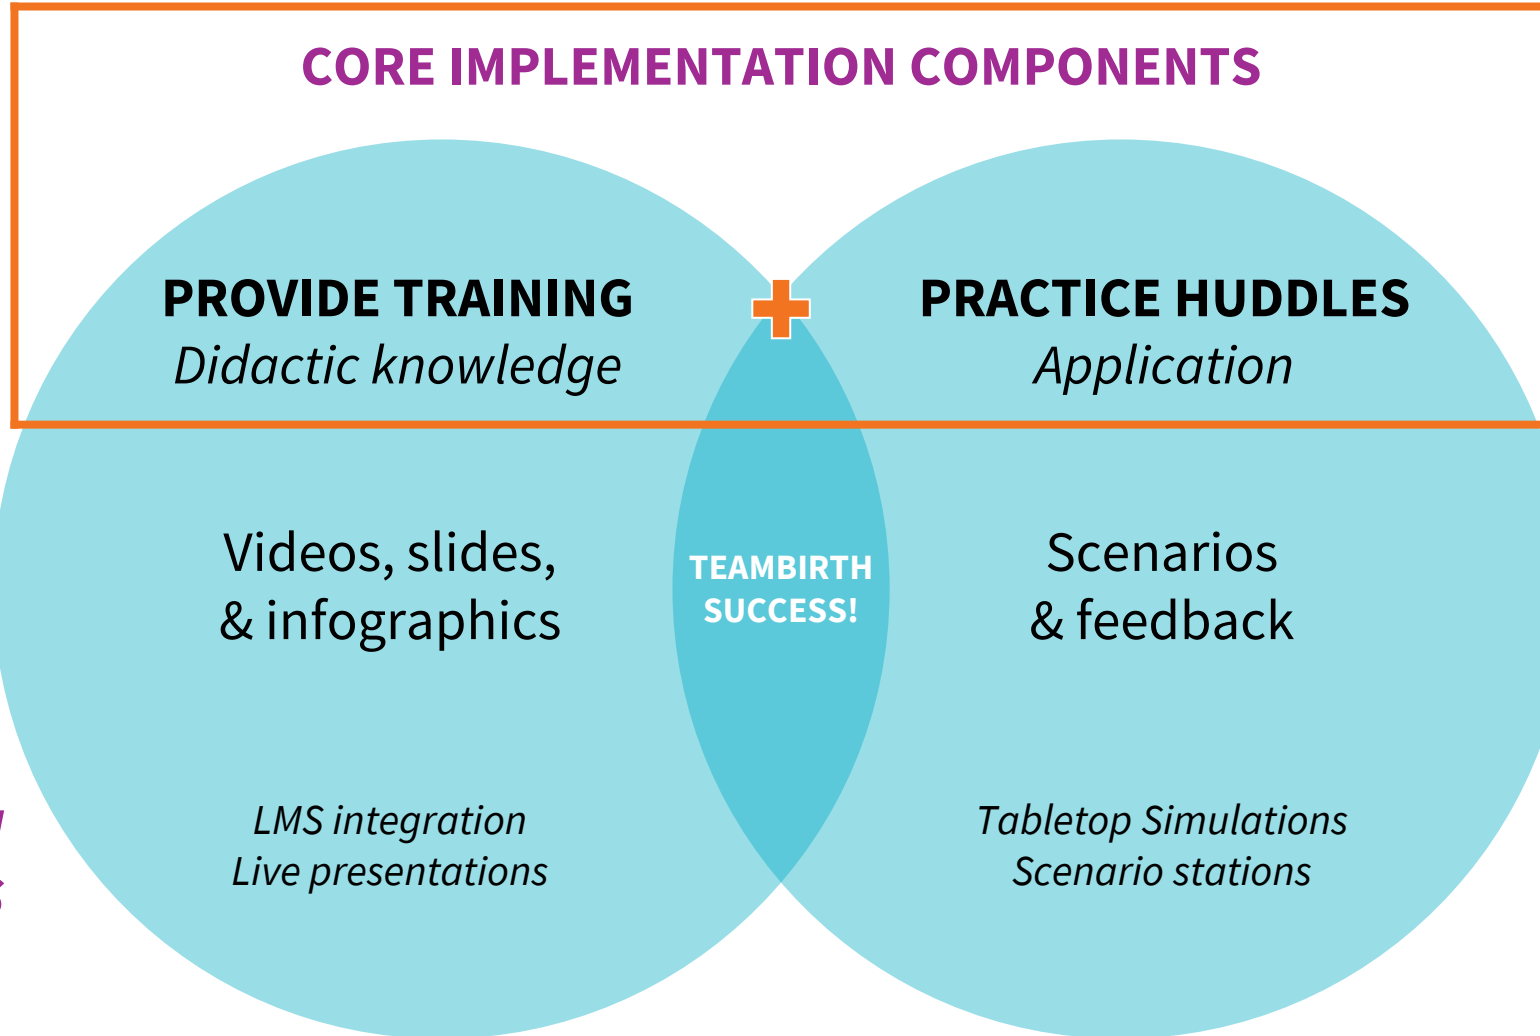 CORE IMPLEMENTATION COMPONENTS
PROVIDE TRAINING
Didactic knowledge
PRACTICE HUDDLES
Application
Videos, slides,
& infographics
TEAMBIRTH
SUCCESS!
Scenarios
& feedback
LMS integration
Live presentations
Tabletop Simulations
Scenario stations